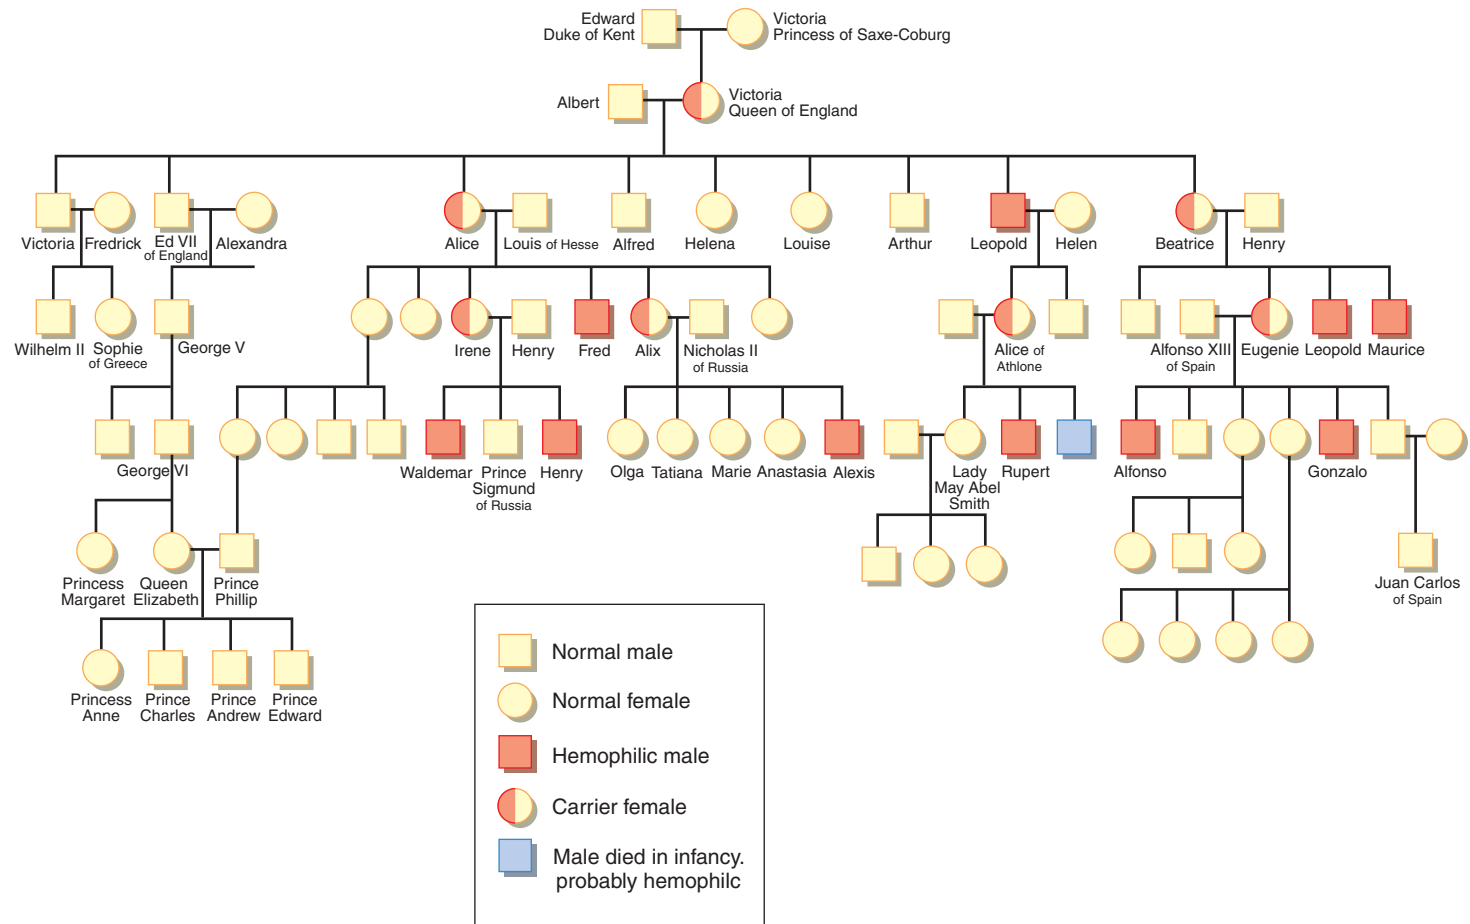 Edward
Duke of Kent
Victoria
Princess of Saxe-Coburg
Albert
Victoria
Queen of England
Victoria
Fredrick
Ed VII
of England
Alexandra
Alice
Louis of Hesse
Alfred
Helena
Louise
Arthur
Leopold
Helen
Beatrice
Henry
Wilhelm II
Sophie
of Greece
George V
Irene
Henry
Fred
Alix
Nicholas II
of Russia
Alice of
Athlone
Alfonso XIII
of Spain
Eugenie
Leopold
Maurice
George VI
Waldemar
Prince
Sigmund
of Russia
Henry
Olga
Tatiana
Marie
Anastasia
Alexis
Lady
May Abel
Smith
Rupert
Alfonso
Gonzalo
Princess
Margaret
Queen
Elizabeth
Prince
Phillip
Juan Carlos
of Spain
Princess
Anne
Prince
Charles
Prince
Andrew
Prince
Edward
Normal male
Normal female
Hemophilic male
Carrier female
Male died in infancy.
probably hemophilc